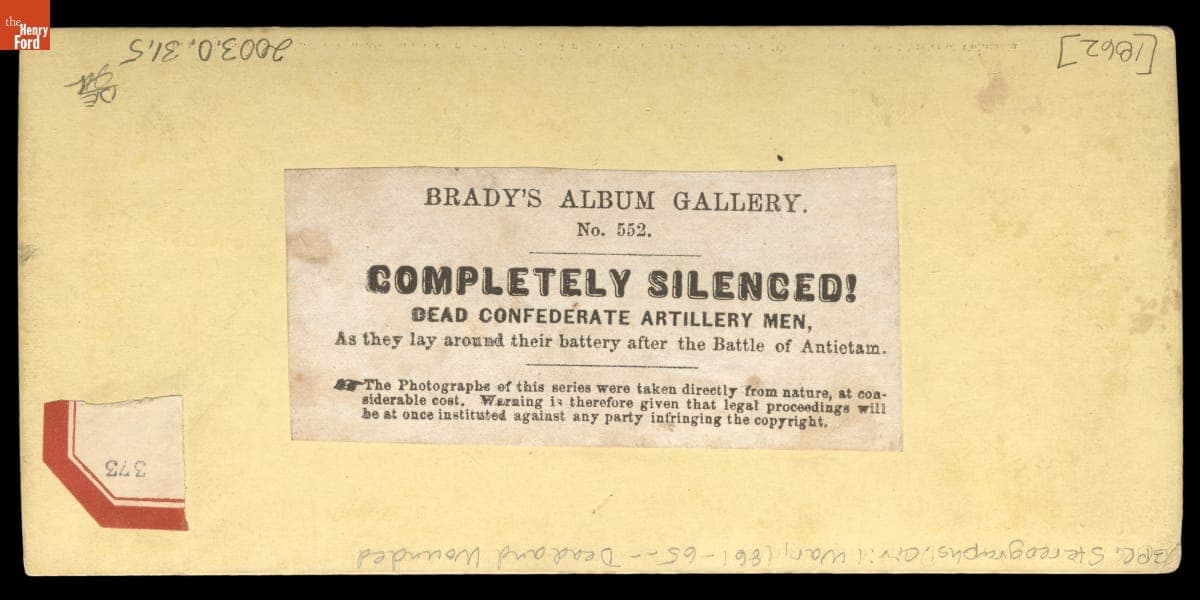 the
Henry
Ford
2003.0.31.5
[1862]
BRADY'S ALBUM GALLERY.
No. 552.
COMPLETELY SILENCED!
DEAD CONFEDERATE ARTILLERY MEN,
As they lay around their battery after the Battle of Antietam.
The Photographs of this series were taken directly from nature, at con-
siderable cost. Warning is therefore given that legal proceedings will
be at once instituted against any party infringing the copyright.
373
Stereographs: Civil War, 1861-65 -- Dead and Wounded